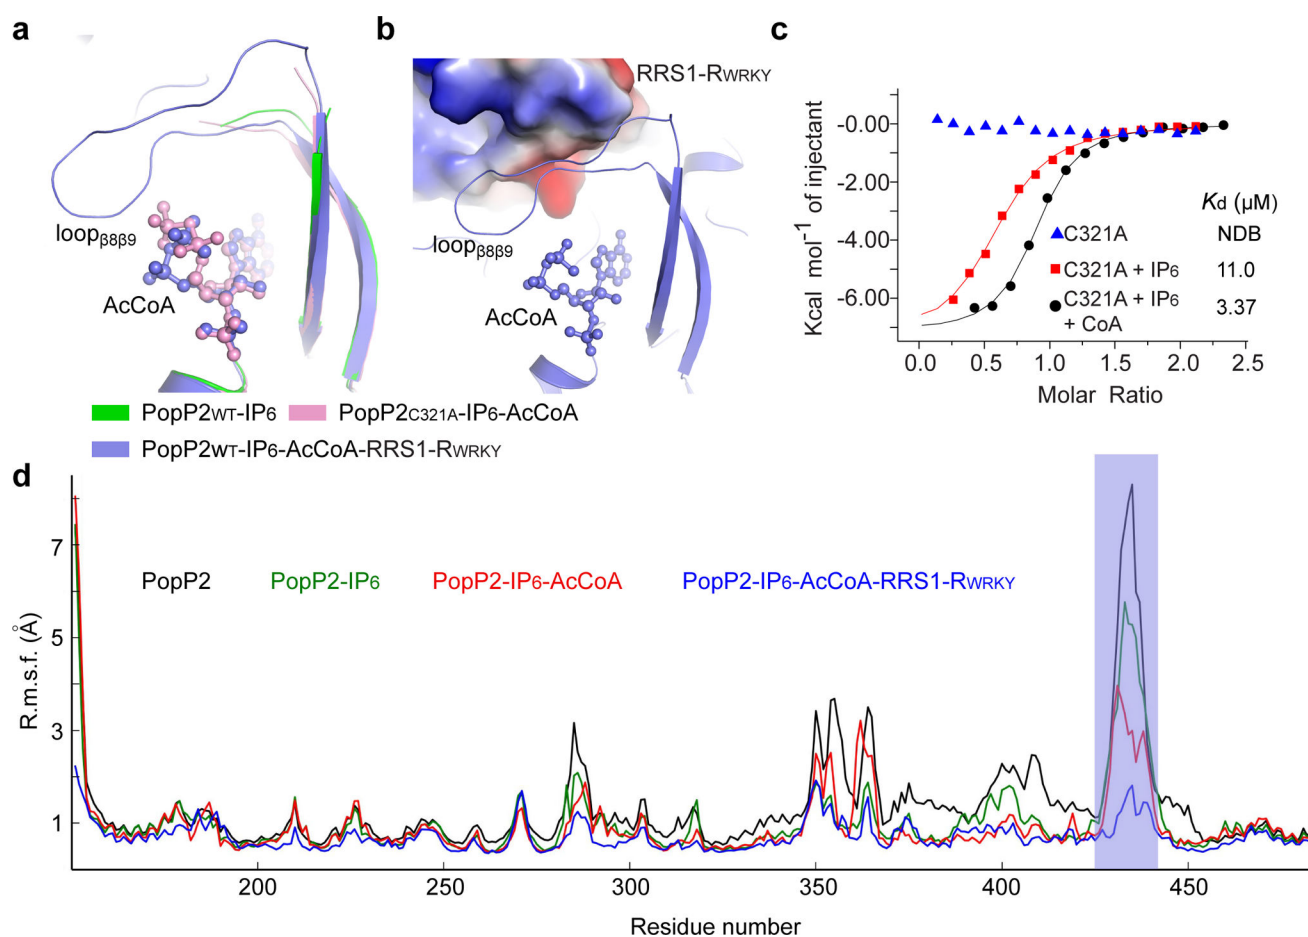 a
b
c
RRS1-RWRKY
loopβ8β9
AcCoA
loopβ8β9
AcCoA
Kcal mol⁻¹ of injectant
-0.00
-2.00
-4.00
-6.00
Kd (μM)
C321A NDB
C321A + IP6 11.0
C321A + IP6
+ CoA 3.37
0.0 0.5 1.0 1.5 2.0 2.5
Molar Ratio
PopP2WT-IP6 PopP2C321A-IP6-AcCoA
PopP2WT-IP6-AcCoA-RRS1-RWRKY
d
R.m.s.f. (Å)
7
5
3
1
PopP2 PopP2-IP6 PopP2-IP6-AcCoA PopP2-IP6-AcCoA-RRS1-RWRKY
200 250 300 350 400 450
Residue number